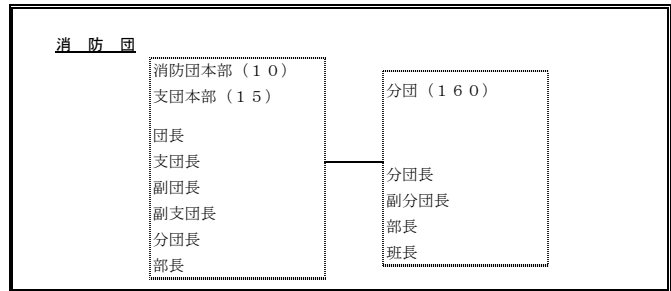 消 防 団
消防団本部（１０）
支団本部（１５）
団長
支団長
副団長
副支団長
分団長
部長
分団（１６０）
分団長
副分団長
部長
班長